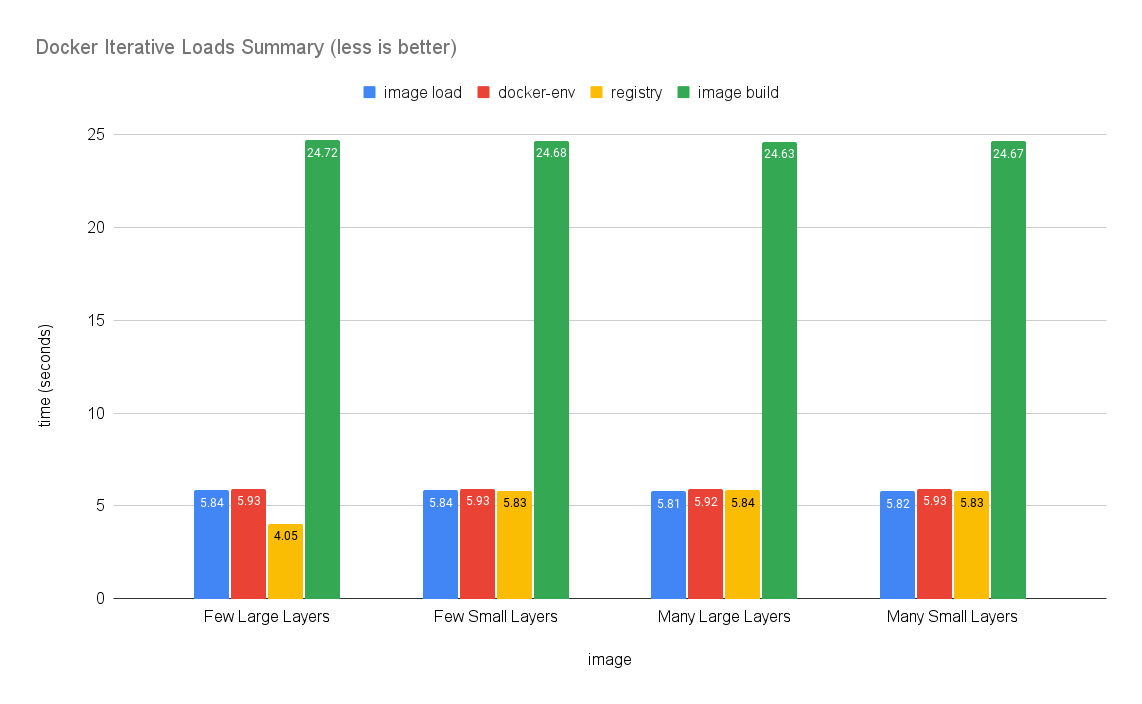 Docker Iterative Loads Summary (less is better)
image load docker-env registry image build
25
20
15
10
5
0
time (seconds)
5.84 5.93 4.05 24.72
5.84 5.93 5.83 24.68
5.81 5.92 5.84 24.63
5.82 5.93 5.83 24.67
Few Large Layers Few Small Layers Many Large Layers Many Small Layers
image